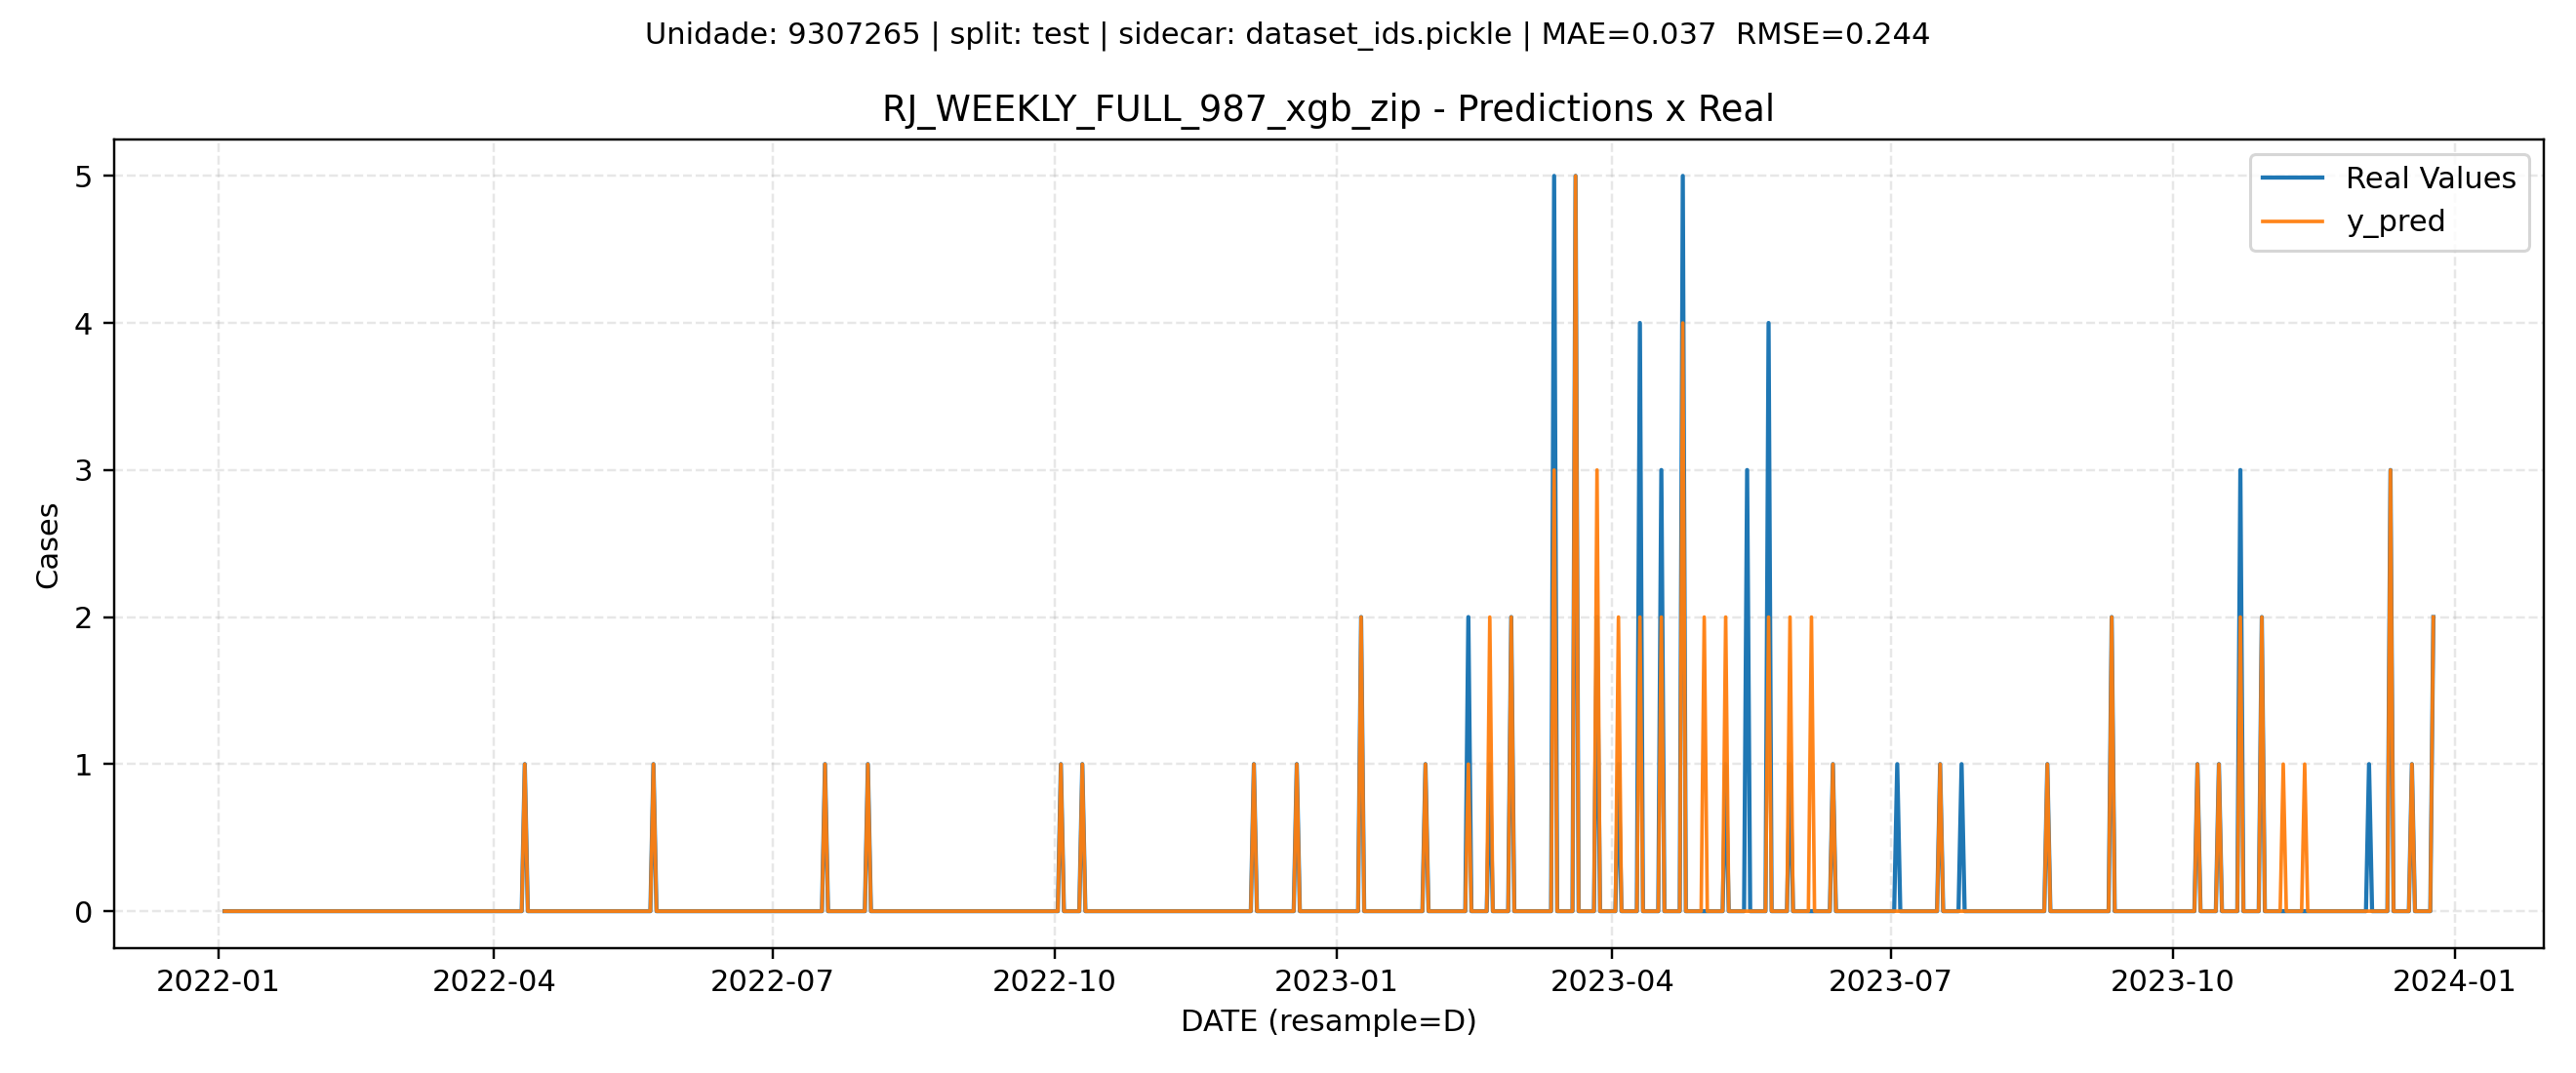 Unidade: 9307265 | split: test | sidecar: dataset_ids.pickle | MAE=0.037  RMSE=0.244
RJ_WEEKLY_FULL_987_xgb_zip - Predictions x Real
Real Values
y_pred
5
4
3
2
1
0
Cases
2022-01
2022-04
2022-07
2022-10
2023-01
2023-04
2023-07
2023-10
2024-01
DATE (resample=D)